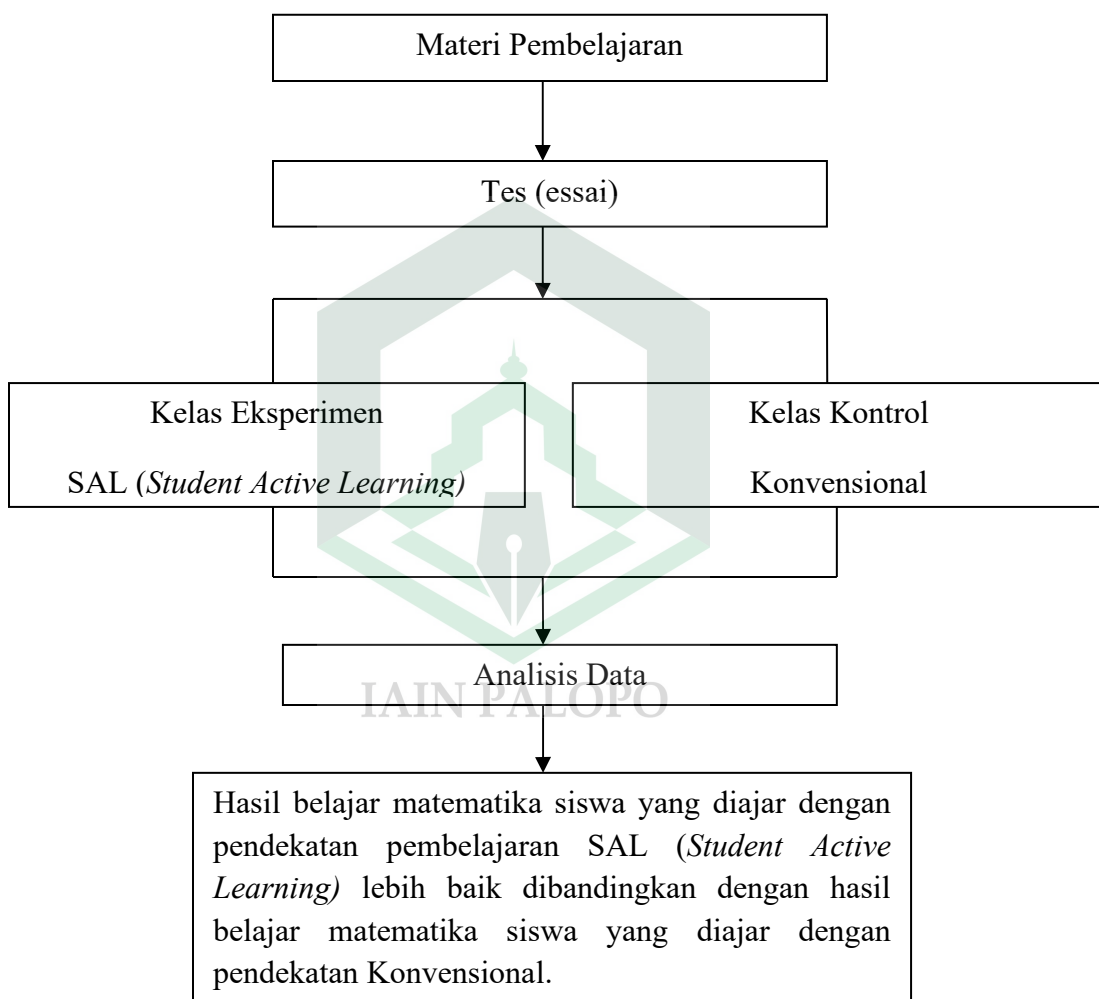 Materi Pembelajaran
Tes (essai)
Kelas Eksperimen
SAL (Student Active Learning)
Kelas Kontrol
Konvensional
Analisis Data
IAIN PALOPO
Hasil belajar matematika siswa yang diajar dengan
pendekatan pembelajaran SAL (Student Active
Learning) lebih baik dibandingkan dengan hasil
belajar matematika siswa yang diajar dengan
pendekatan Konvensional.